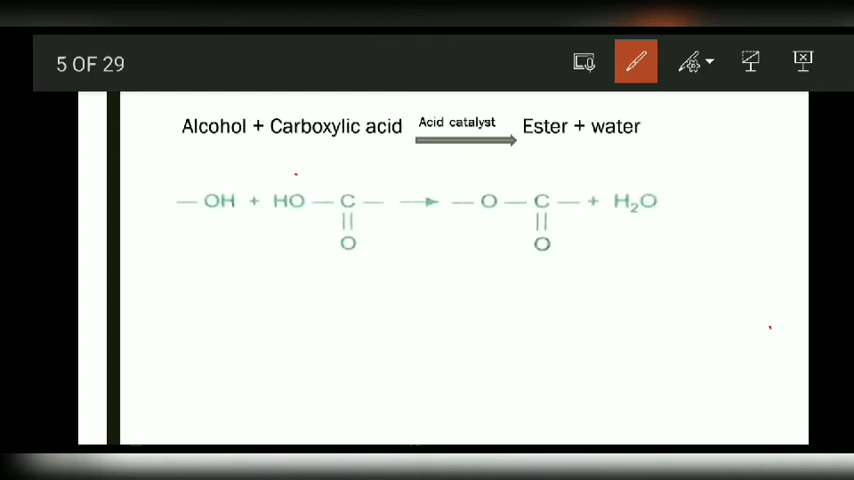 5 OF 29
Alcohol + Carboxylic acid Acid catalyst Ester + water
— OH + HO — C — → — O — C — + H₂O
|| ||
O O